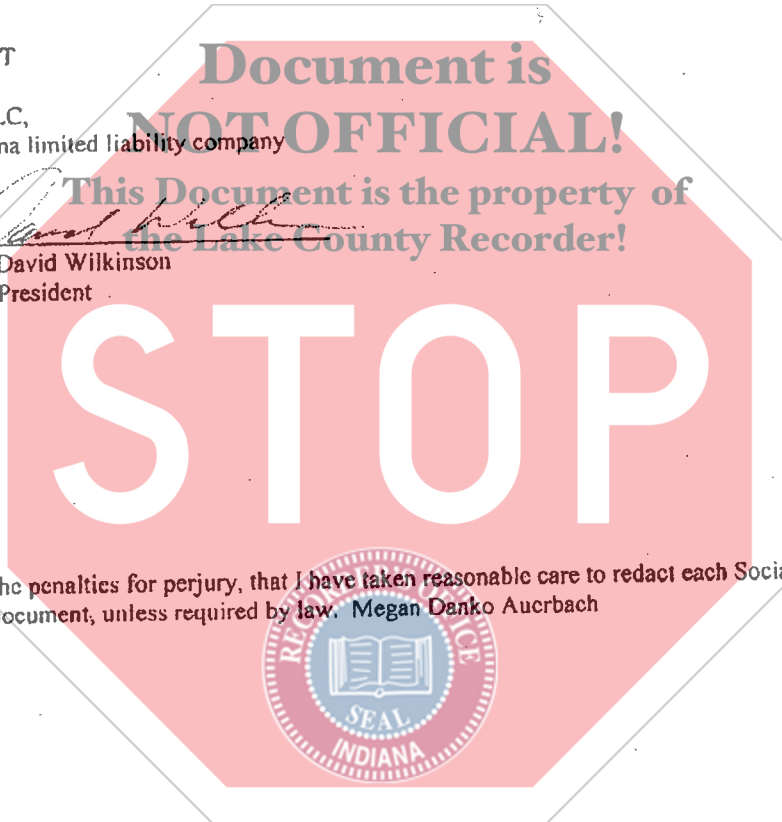 T
Document is
.C,
NOT OFFICIAL!
na limited liability company
This Document is the property of
the Lake County Recorder!
David Wilkinson
President
STOP
he penalties for perjury, that I have taken reasonable care to redact each Socia
ocument, unless required by law. Megan Danko Auerbach
RECORDER'S OFFICE
SEAL
INDIANA